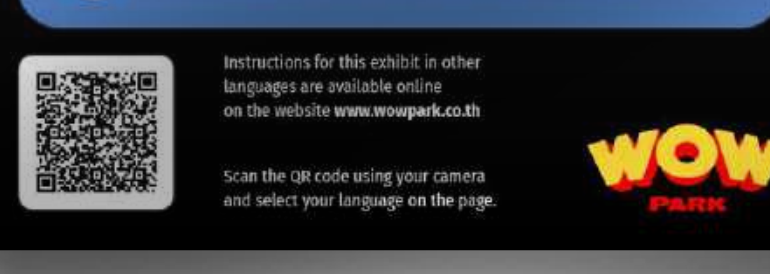 Instructions for this exhibit in other
languages are available online
on the website www.wowpark.co.th
Scan the QR code using your camera
and select your language on the page.
WOW
PARK